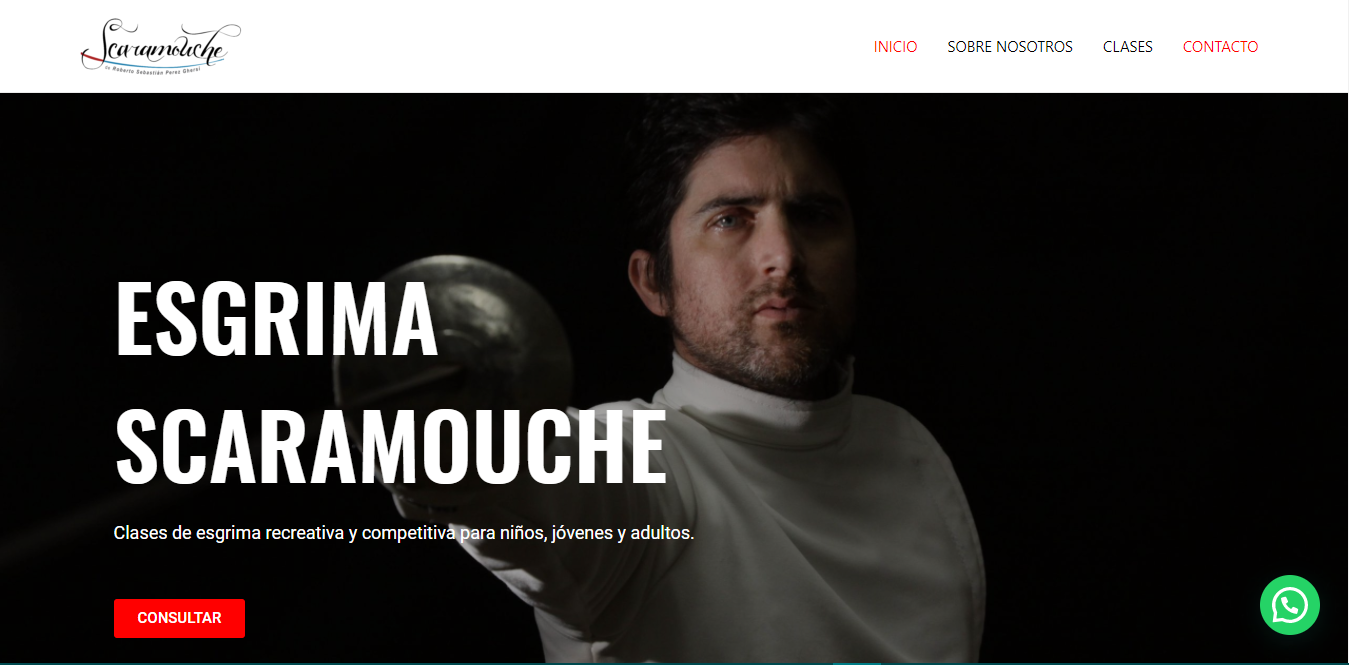 Scaramouche
de Roberto Sebastián Perez Gharsi
INICIO
SOBRE NOSOTROS
CLASES
CONTACTO
ESGRIMA
SCARAMOUCHE
Clases de esgrima recreativa y competitiva para niños, jóvenes y adultos.
CONSULTAR